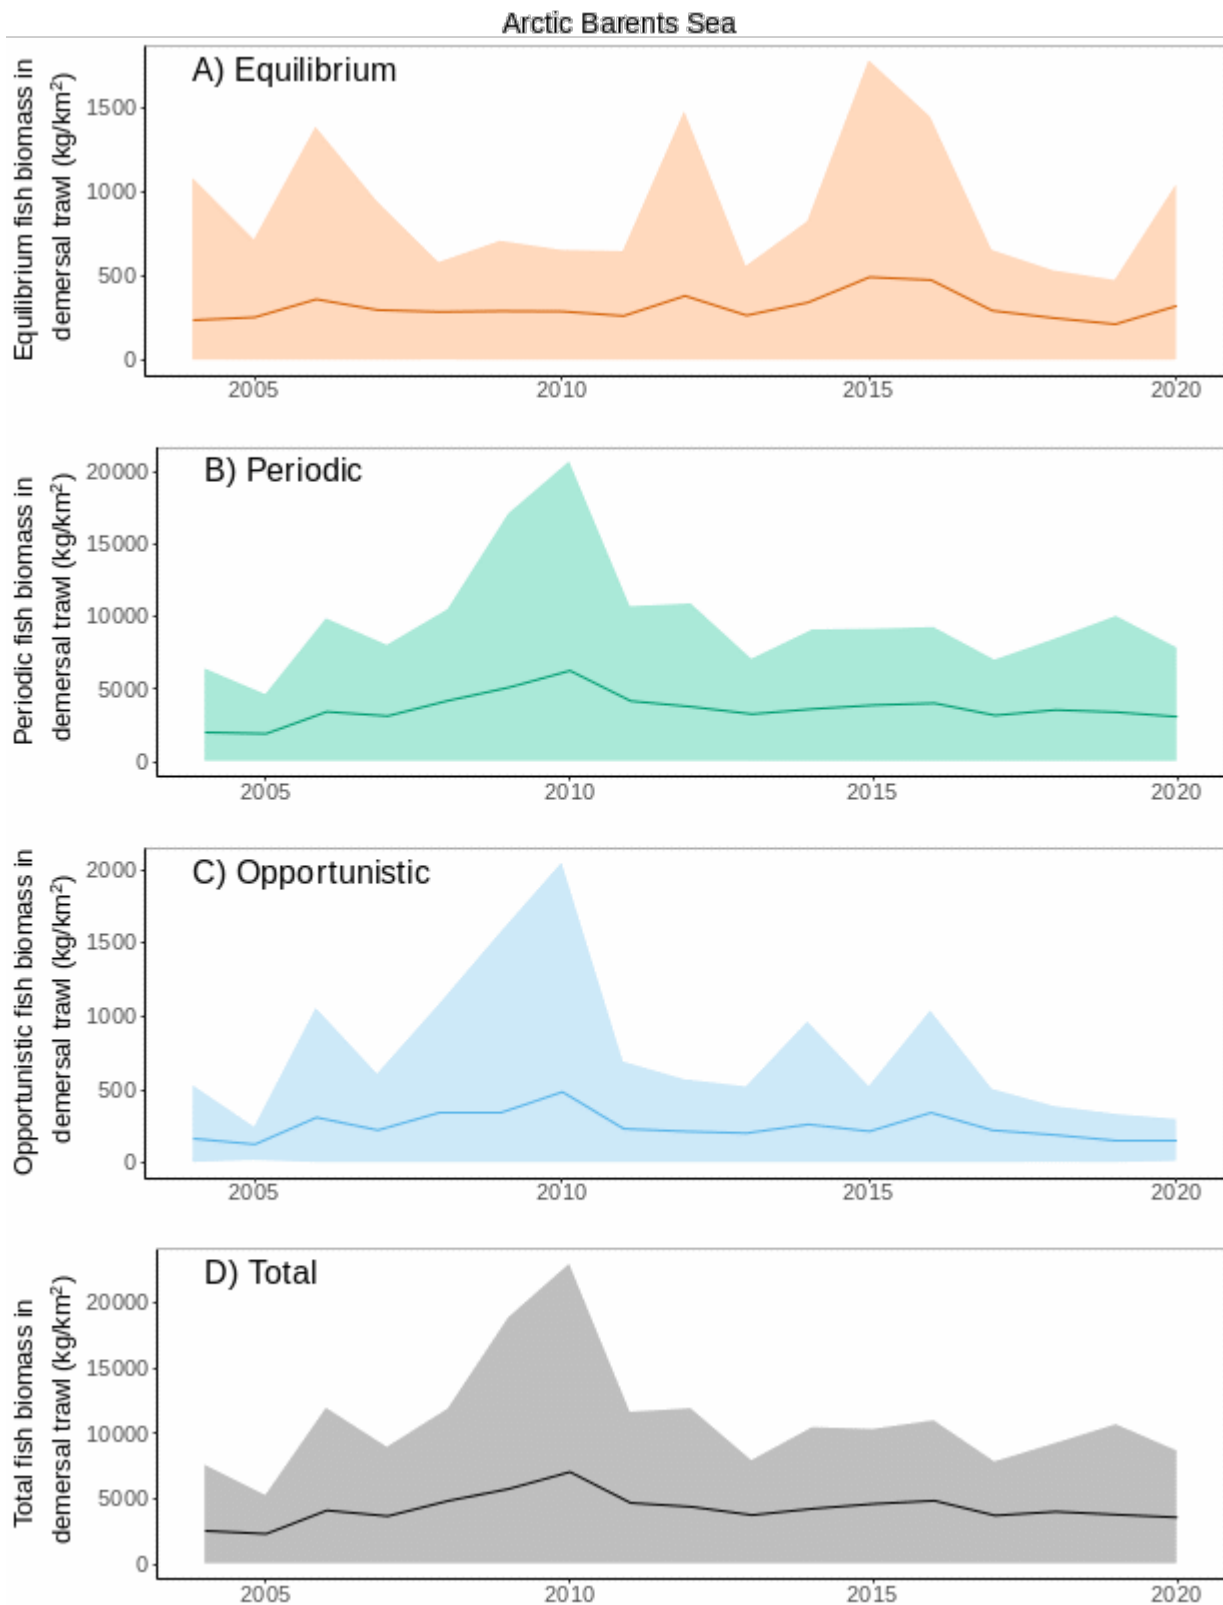 Arctic Barents Sea
A) Equilibrium
Equilibrium fish biomass in
demersal trawl (kg/km²)
1500
1000
500
0
2005 2010 2015 2020
B) Periodic
Periodic fish biomass in
demersal trawl (kg/km²)
20000
15000
10000
5000
0
2005 2010 2015 2020
C) Opportunistic
Opportunistic fish biomass in
demersal trawl (kg/km²)
2000
1500
1000
500
0
2005 2010 2015 2020
D) Total
Total fish biomass in
demersal trawl (kg/km²)
20000
15000
10000
5000
0
2005 2010 2015 2020